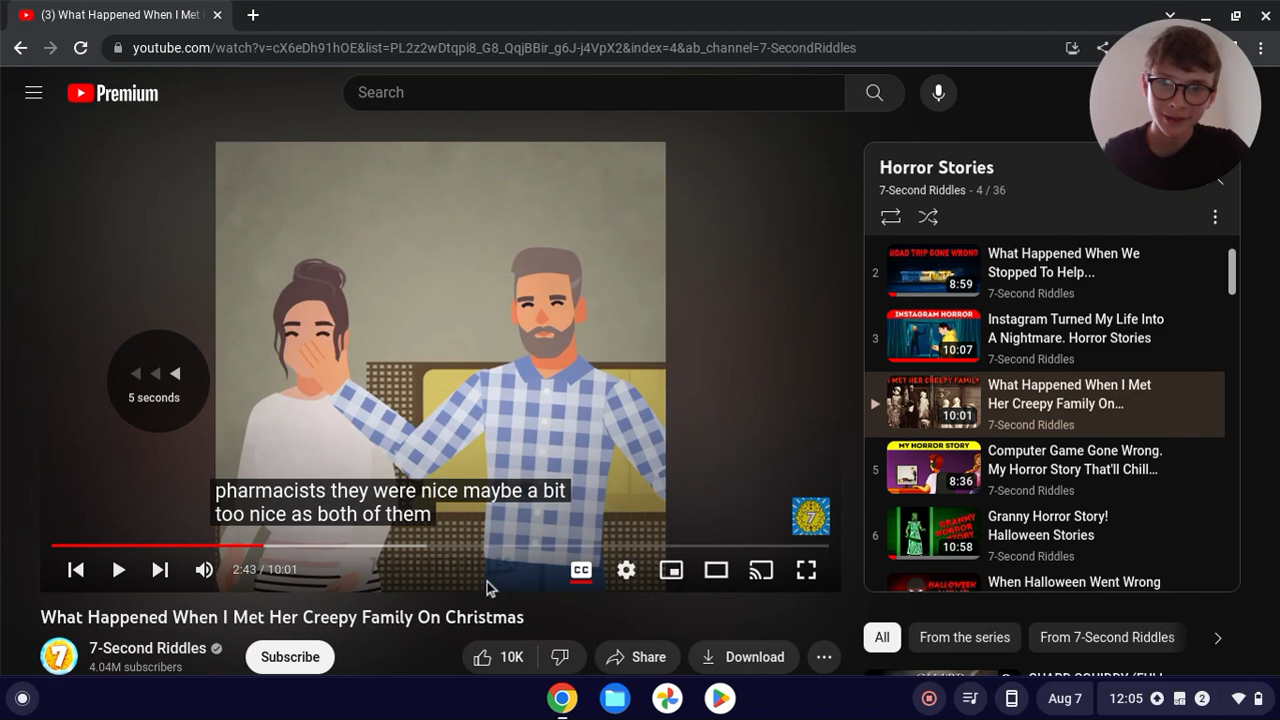 (3) What Happened When I Met
youtube.com/watch?v=cX6eDh91hOE&list=PL2z2wDtqpi8_G8_QqjBBir_g6J-j4VpX2&index=4&ab_channel=7-SecondRiddles
Premium
Search
5 seconds
pharmacists they were nice maybe a bit
too nice as both of them
7
2:43 / 10:01
CC
What Happened When I Met Her Creepy Family On Christmas
7
7-Second Riddles
4.04M subscribers
Subscribe
10K
Share
Download
Horror Stories
7-Second Riddles - 4 / 36
2
ROAD TRIP GONE WRONG
8:59
What Happened When We
Stopped To Help...
7-Second Riddles
3
INSTAGRAM HORROR
10:07
Instagram Turned My Life Into
A Nightmare. Horror Stories
7-Second Riddles
I MET HER CREEPY FAMILY
10:01
What Happened When I Met
Her Creepy Family On...
7-Second Riddles
5
MY HORROR STORY
8:36
Computer Game Gone Wrong.
My Horror Story That'll Chill...
7-Second Riddles
6
GRANNY HORROR STORY
10:58
Granny Horror Story!
Halloween Stories
7-Second Riddles
When Halloween Went Wrong
All
From the series
From 7-Second Riddles
Aug 7
12:05
2